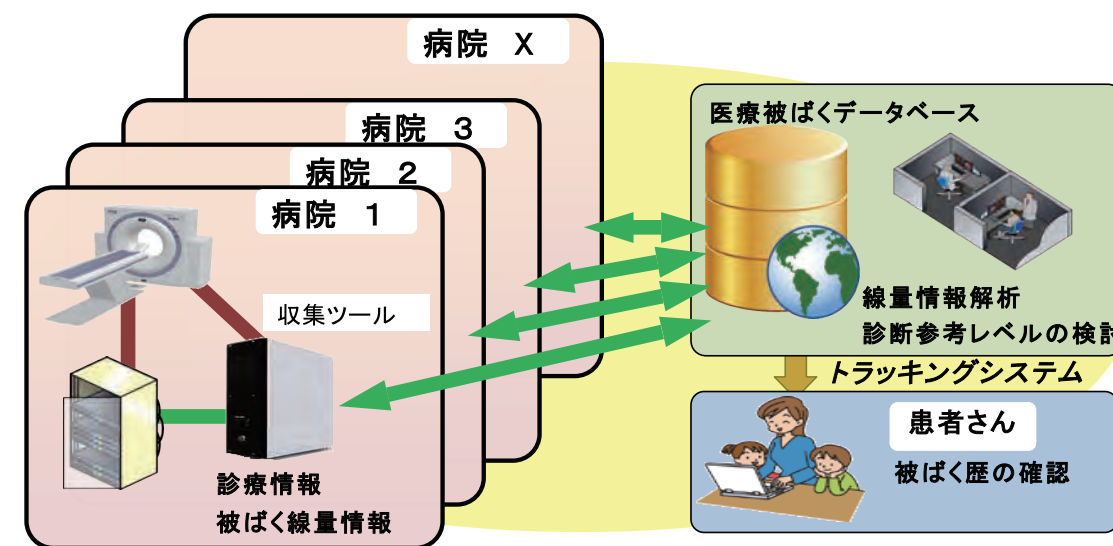 病院　X
病院　3
病院　2
病院　1
収集ツール
診療情報
被ばく線量情報
医療被ばくデータベース
線量情報解析
診断参考レベルの検討
トラッキングシステム
患者さん
被ばく歴の確認